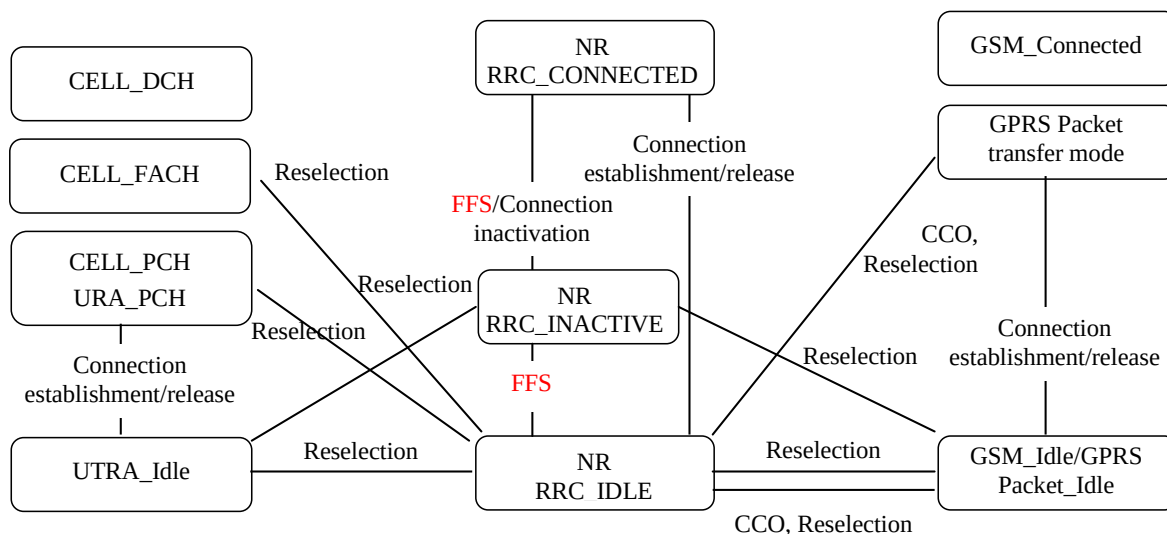 NR
RRC_CONNECTED
GSM_Connected
CELL_DCH
GPRS Packet
transfer mode
Connection
establishment/release
CELL_FACH
Reselection
FFS/Connection
inactivation
CCO,
Reselection
CELL_PCH
URA_PCH
Reselection
NR
RRC_INACTIVE
Reselection
Connection
establishment/release
Reselection
Connection
establishment/release
FFS
UTRA_Idle
Reselection
NR
RRC_IDLE
Reselection
GSM_Idle/GPRS
Packet_Idle
CCO, Reselection